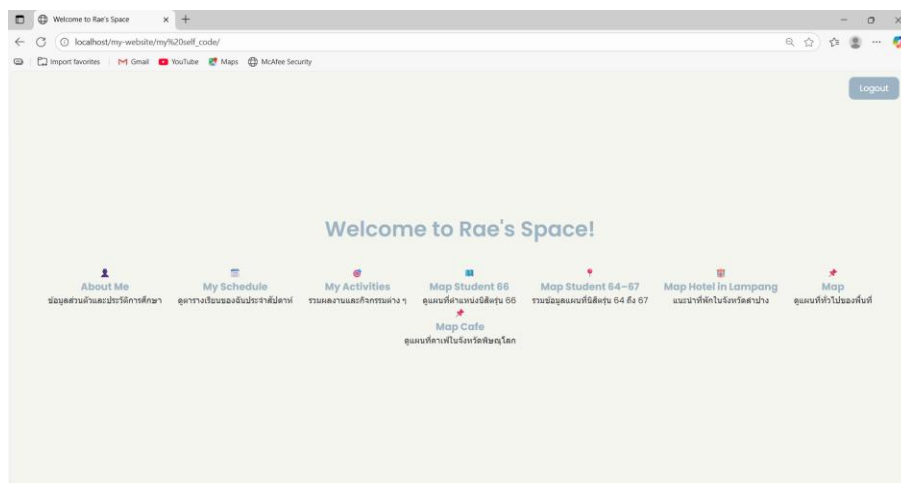 Welcome to Rae's Space
localhost/my-website/my%20self_code/
Import favorites Gmail YouTube Maps McAfee Security
Logout
Welcome to Rae's Space!
About Me My Schedule My Activities Map Student 66 Map Student 64–67 Map Hotel in Lampang Map
ข้อมูลส่วนตัวและประวัติการศึกษา ดูตารางเรียนของฉันประจำสัปดาห์ รวมผลงานและกิจกรรมต่าง ๆ ดูแผนที่ตำแหน่งนิสิตรุ่น 66 รวมข้อมูลแผนที่นิสิตรุ่น 64 ถึง 67 แนะนำที่พักในจังหวัดลำปาง ดูแผนที่ทั่วไปของพื้นที่
Map Cafe
ดูแผนที่คาเฟ่ในจังหวัดพิษณุโลก